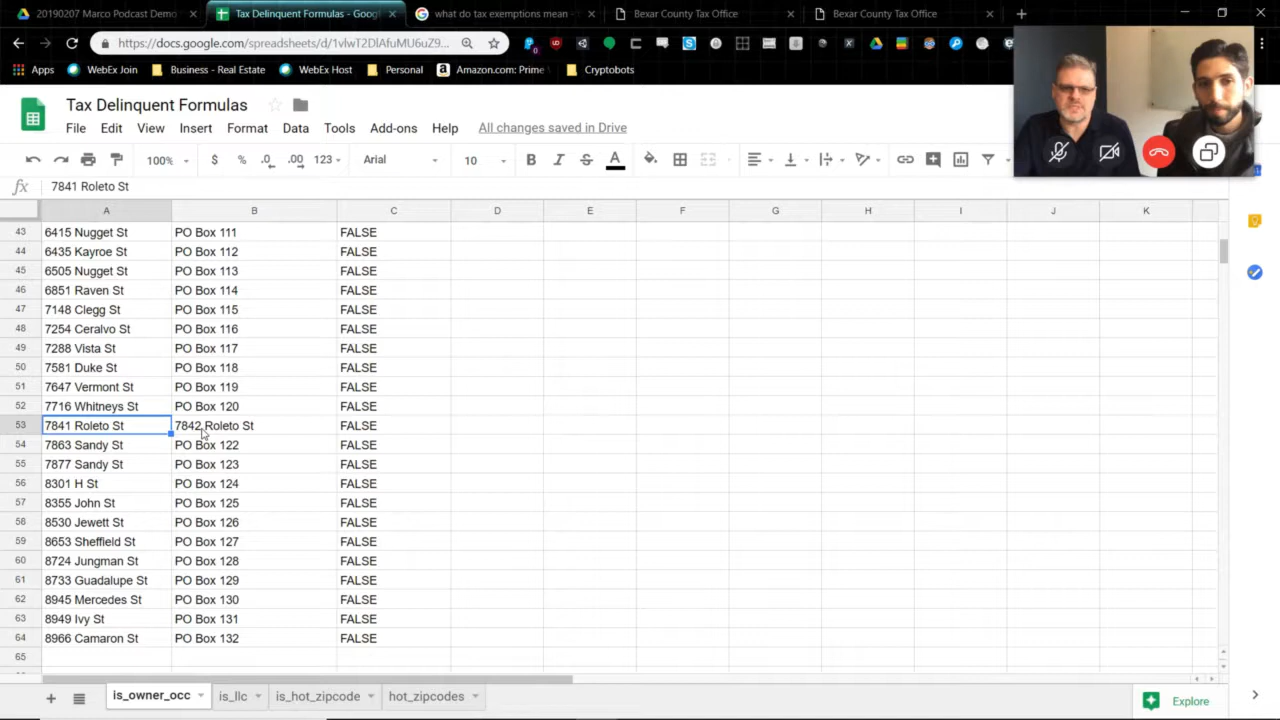 20190207 Marco Podcast Demo
Tax Delinquent Formulas - Goog
what do tax exemptions mean -
Bexar County Tax Office
Bexar County Tax Office
https://docs.google.com/spreadsheets/d/1vlwT2DlAfuMU6uZ9...
Apps
WebEx Join
Business - Real Estate
WebEx Host
Personal
Amazon.com: Prime
Cryptobots
Tax Delinquent Formulas
File Edit View Insert Format Data Tools Add-ons Help All changes saved in Drive
100% $ % .0 .00 123 Arial 10 B I S A
fx 7841 Roleto St
A B C D E F G H I J K
43 6415 Nugget St PO Box 111 FALSE
44 6435 Kayroe St PO Box 112 FALSE
45 6505 Nugget St PO Box 113 FALSE
46 6851 Raven St PO Box 114 FALSE
47 7148 Clegg St PO Box 115 FALSE
48 7254 Ceralvo St PO Box 116 FALSE
49 7288 Vista St PO Box 117 FALSE
50 7581 Duke St PO Box 118 FALSE
51 7647 Vermont St PO Box 119 FALSE
52 7716 Whitneys St PO Box 120 FALSE
53 7841 Roleto St 7842 Roleto St FALSE
54 7863 Sandy St PO Box 122 FALSE
55 7877 Sandy St PO Box 123 FALSE
56 8301 H St PO Box 124 FALSE
57 8355 John St PO Box 125 FALSE
58 8530 Jewett St PO Box 126 FALSE
59 8653 Sheffield St PO Box 127 FALSE
60 8724 Jungman St PO Box 128 FALSE
61 8733 Guadalupe St PO Box 129 FALSE
62 8945 Mercedes St PO Box 130 FALSE
63 8949 Ivy St PO Box 131 FALSE
64 8966 Camaron St PO Box 132 FALSE
65
is_owner_occ is_llc is_hot_zipcode hot_zipcodes
Explore